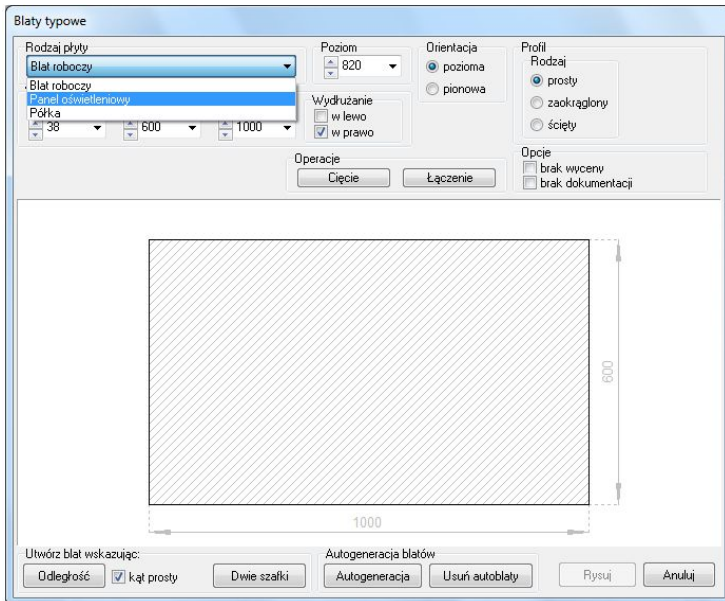 Blaty typowe
Rodzaj płyty
Blat roboczy
Blat roboczy
Panel oświetleniowy
Półka
38
600
1000
Poziom
820
Orientacja
pozioma
pionowa
Wydłużanie
w lewo
w prawo
Profil
Rodzaj
prosty
zaokrąglony
ścięty
Operacje
Cięcie
Łączenie
Opcje
brak wyceny
brak dokumentacji
600
1000
Utwórz blat wskazując:
Odległość
kąt prosty
Dwie szafki
Autogeneracja blatów
Autogeneracja
Usuń autoblaty
Rysuj
Anuluj